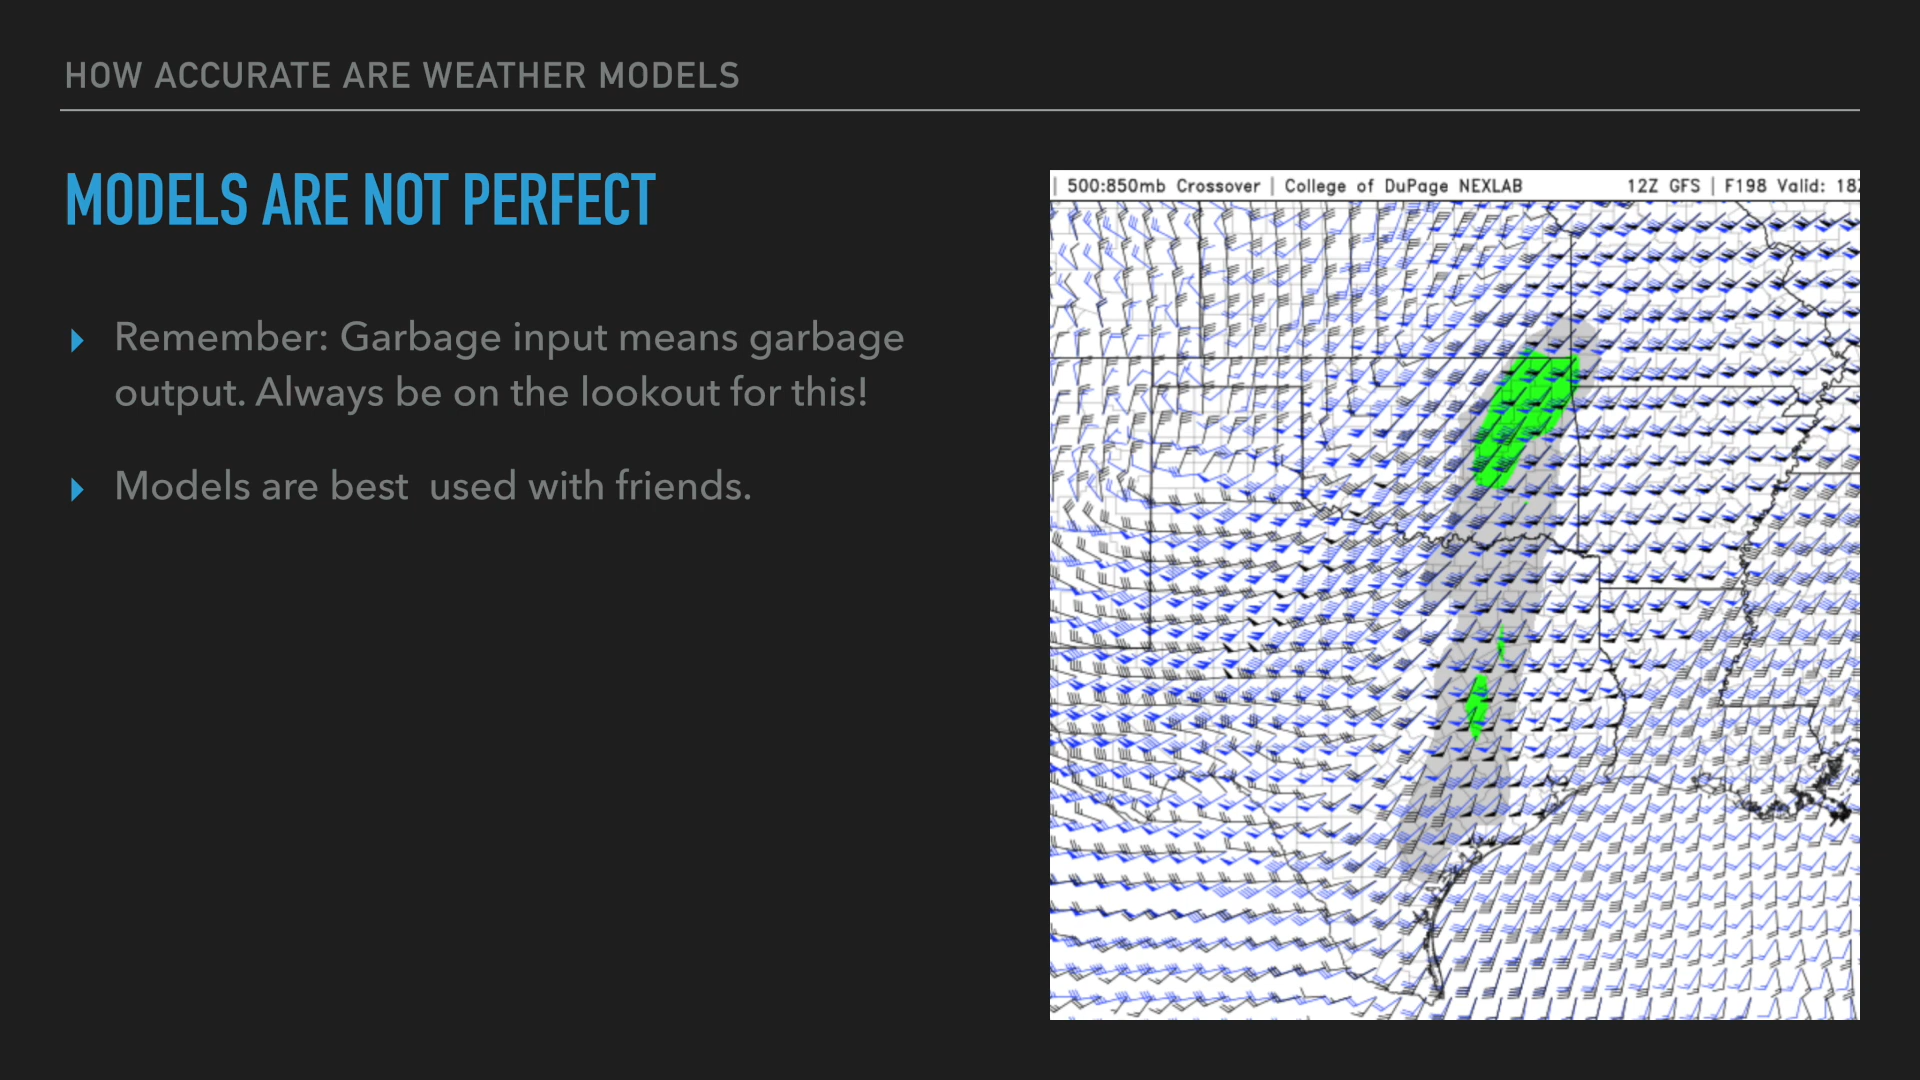 HOW ACCURATE ARE WEATHER MODELS
MODELS ARE NOT PERFECT
Remember: Garbage input means garbage
output. Always be on the lookout for this!
Models are best  used with friends.
| 500:850mb Crossover | College of DuPage NEXLAB 12Z GFS | F198 Valid: 18